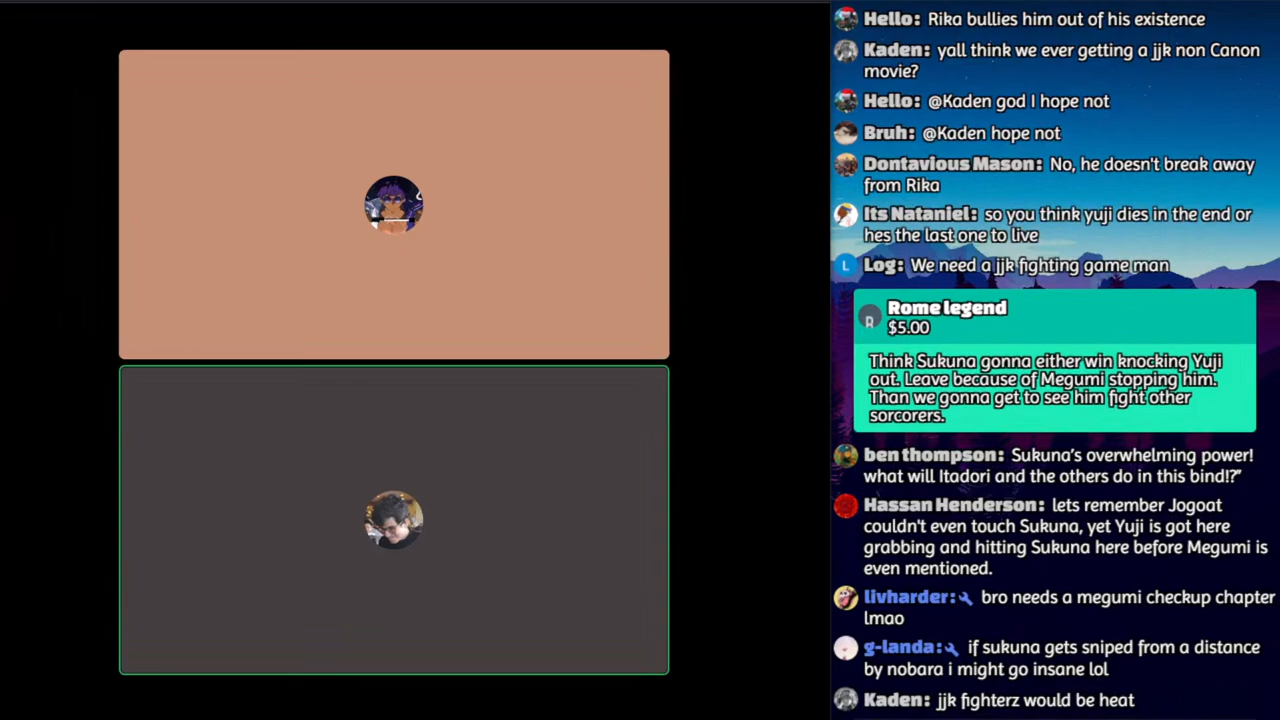 Hello: Rika bullies him out of his existence
Kaden: yall think we ever getting a jjk non Canon
movie?
Hello: @Kaden god I hope not
Bruh: @Kaden hope not
Dontavious Mason: No, he doesn't break away
from Rika
Its Nataniel: so you think yuji dies in the end or
hes the last one to live
L Log: We need a jjk fighting game man
R Rome legend
$5.00
Think Sukuna gonna either win knocking Yuji
out. Leave because of Megumi stopping him.
Than we gonna get to see him fight other
sorcerers.
ben thompson: Sukuna’s overwhelming power!
what will Itadori and the others do in this bind!?”
Hassan Henderson: lets remember Jogoat
couldn't even touch Sukuna, yet Yuji is got here
grabbing and hitting Sukuna here before Megumi is
even mentioned.
livharder: bro needs a megumi checkup chapter
lmao
g-landa: if sukuna gets sniped from a distance
by nobara i might go insane lol
Kaden: jjk fighterz would be heat